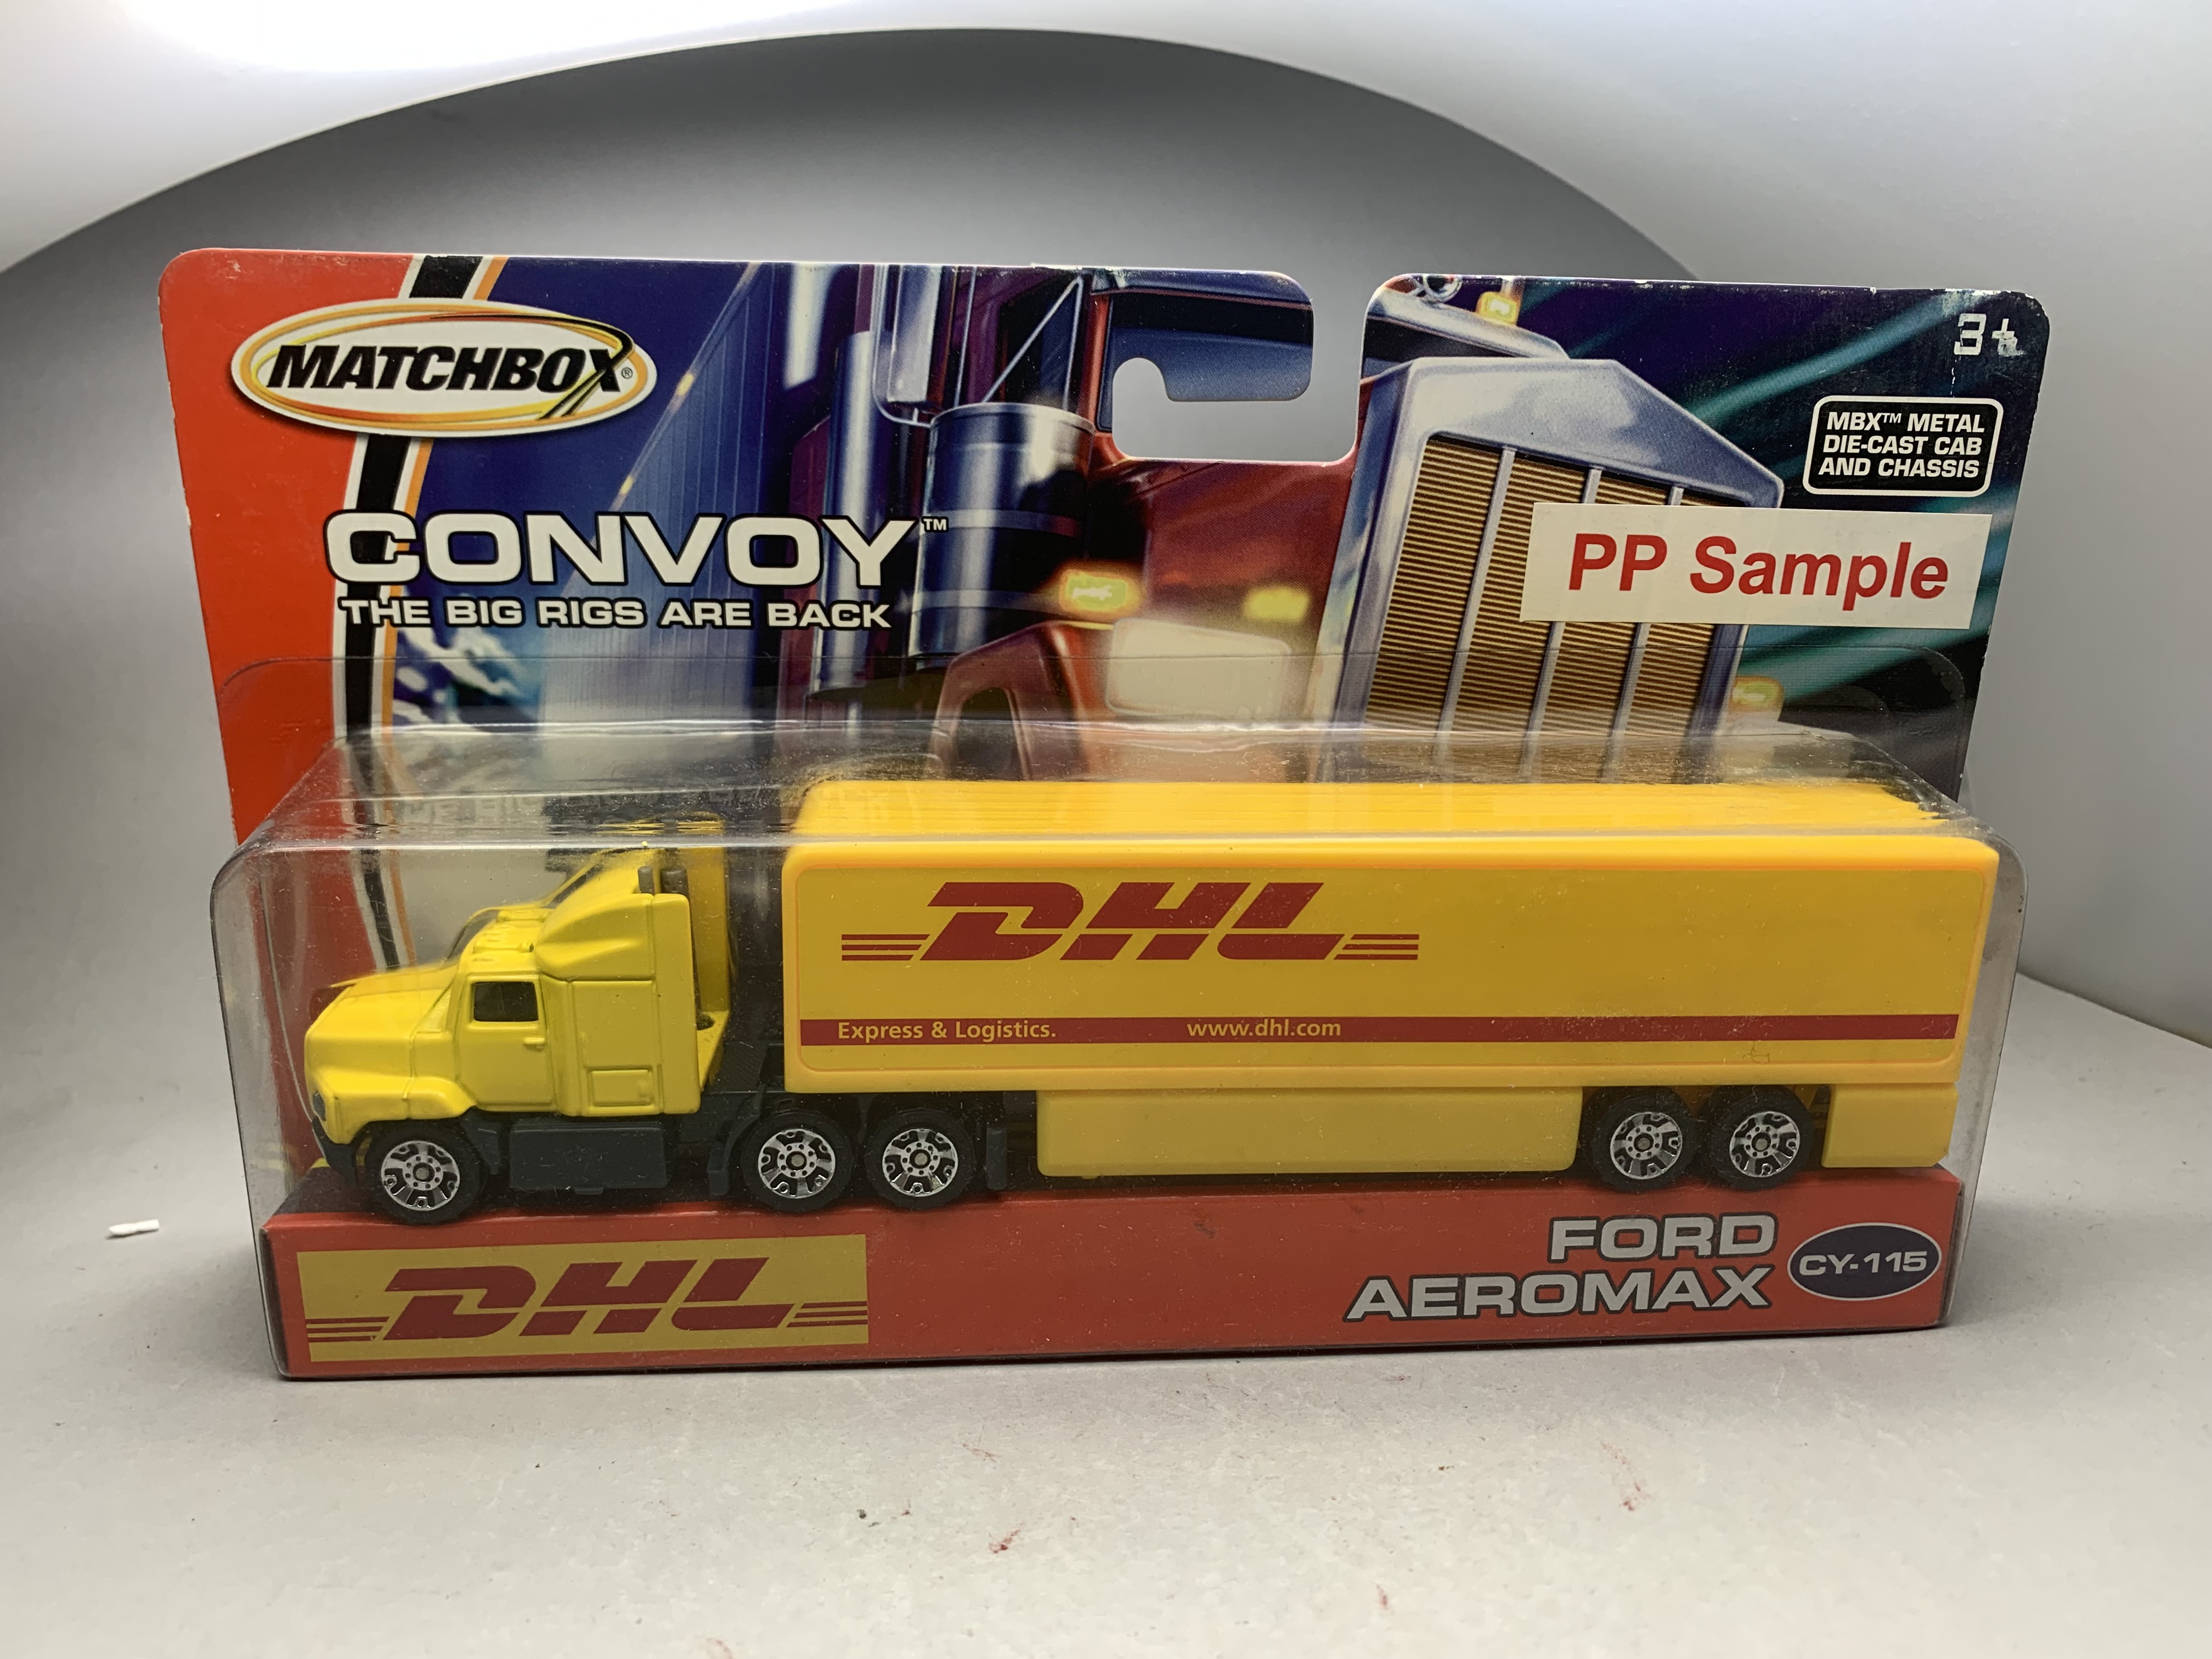 MATCHBOX®
3+
MBX™ METAL
DIE-CAST CAB
AND CHASSIS
CONVOY™
THE BIG RIGS ARE BACK
PP Sample
DHL
Express & Logistics.
www.dhl.com
DHL
FORD
AEROMAX
CY-115